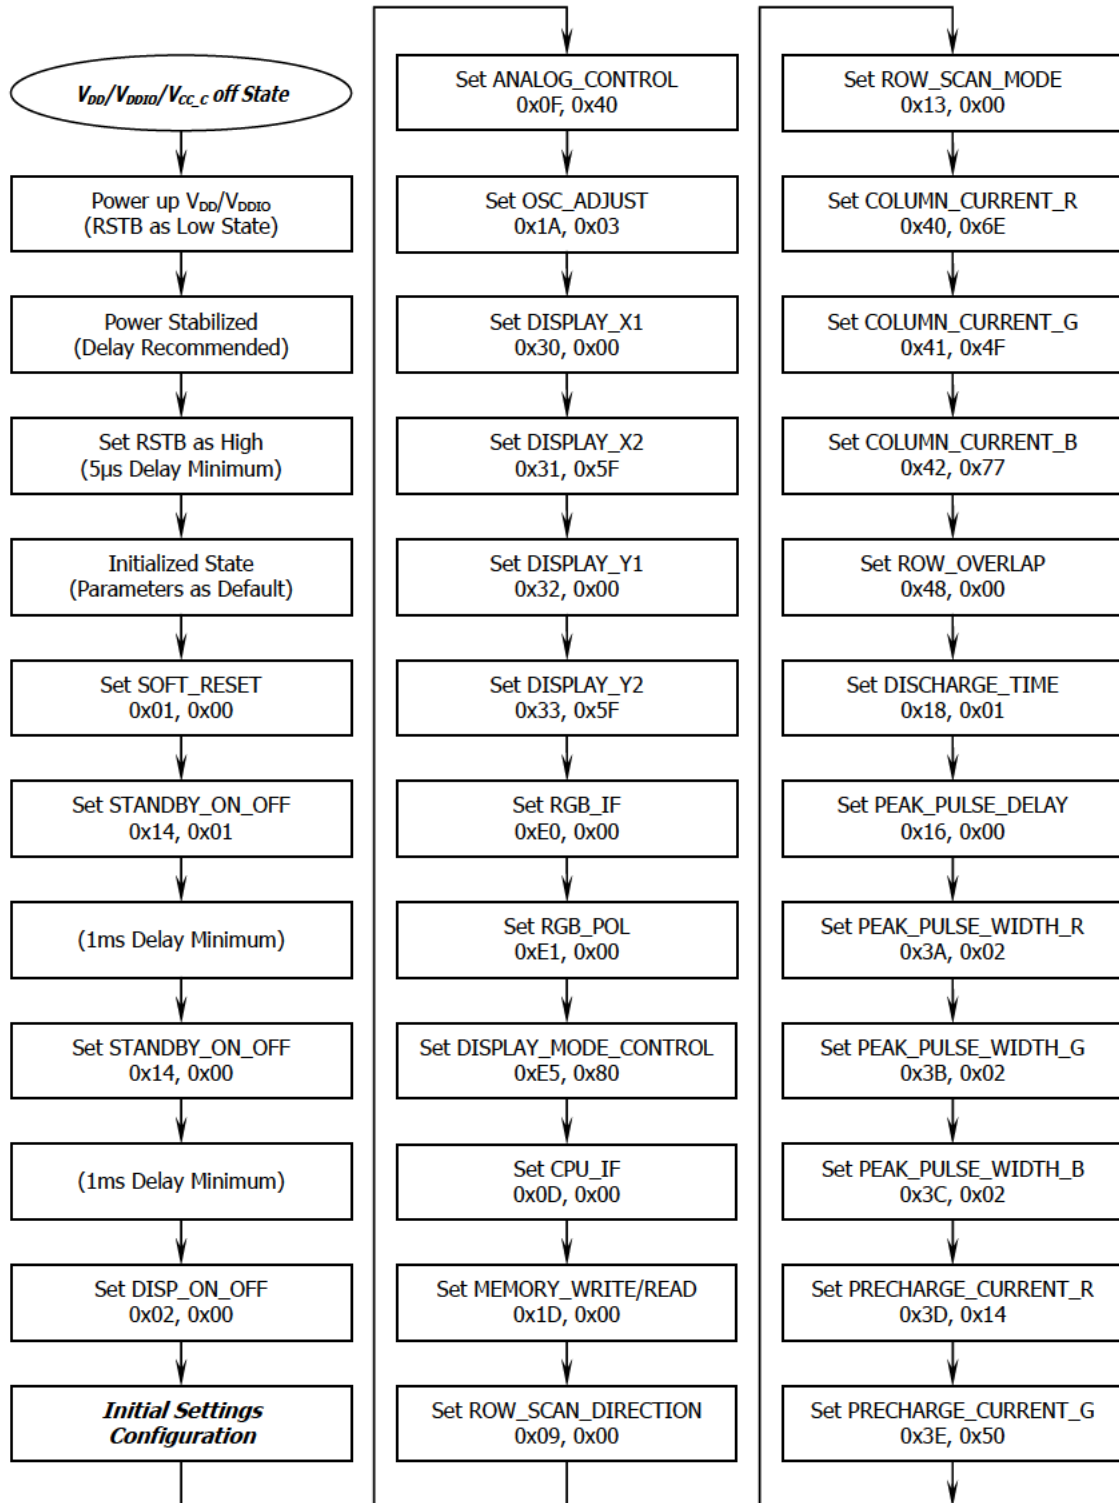 VDD/VDDIO/VCC_C off State
Power up VDD/VDDIO
(RSTB as Low State)
Power Stabilized
(Delay Recommended)
Set RSTB as High
(5µs Delay Minimum)
Initialized State
(Parameters as Default)
Set SOFT_RESET
0x01, 0x00
Set STANDBY_ON_OFF
0x14, 0x01
(1ms Delay Minimum)
Set STANDBY_ON_OFF
0x14, 0x00
(1ms Delay Minimum)
Set DISP_ON_OFF
0x02, 0x00
Initial Settings
Configuration
Set ANALOG_CONTROL
0x0F, 0x40
Set OSC_ADJUST
0x1A, 0x03
Set DISPLAY_X1
0x30, 0x00
Set DISPLAY_X2
0x31, 0x5F
Set DISPLAY_Y1
0x32, 0x00
Set DISPLAY_Y2
0x33, 0x5F
Set RGB_IF
0xE0, 0x00
Set RGB_POL
0xE1, 0x00
Set DISPLAY_MODE_CONTROL
0xE5, 0x80
Set CPU_IF
0x0D, 0x00
Set MEMORY_WRITE/READ
0x1D, 0x00
Set ROW_SCAN_DIRECTION
0x09, 0x00
Set ROW_SCAN_MODE
0x13, 0x00
Set COLUMN_CURRENT_R
0x40, 0x6E
Set COLUMN_CURRENT_G
0x41, 0x4F
Set COLUMN_CURRENT_B
0x42, 0x77
Set ROW_OVERLAP
0x48, 0x00
Set DISCHARGE_TIME
0x18, 0x01
Set PEAK_PULSE_DELAY
0x16, 0x00
Set PEAK_PULSE_WIDTH_R
0x3A, 0x02
Set PEAK_PULSE_WIDTH_G
0x3B, 0x02
Set PEAK_PULSE_WIDTH_B
0x3C, 0x02
Set PRECHARGE_CURRENT_R
0x3D, 0x14
Set PRECHARGE_CURRENT_G
0x3E, 0x50